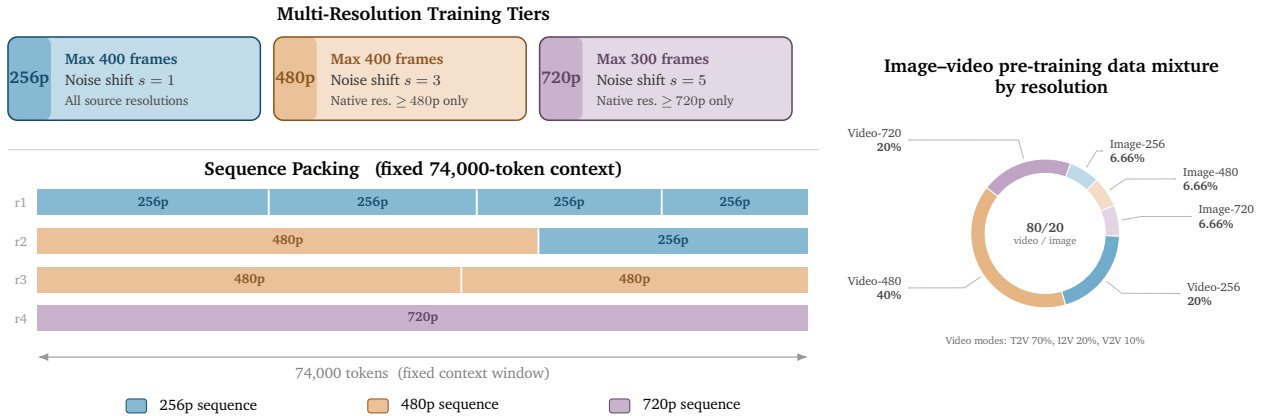 Multi-Resolution Training Tiers
256p
Max 400 frames
Noise shift s = 1
All source resolutions
480p
Max 400 frames
Noise shift s = 3
Native res. ≥ 480p only
720p
Max 300 frames
Noise shift s = 5
Native res. ≥ 720p only
Sequence Packing (fixed 74,000-token context)
r1 256p 256p 256p 256p
r2 480p 256p
r3 480p 480p
r4 720p
74,000 tokens (fixed context window)
256p sequence 480p sequence 720p sequence
Image–video pre-training data mixture
by resolution
Video-720
20%
Image-256
6.66%
Image-480
6.66%
Image-720
6.66%
80/20
video / image
Video-480
40%
Video-256
20%
Video modes: T2V 70%, I2V 20%, V2V 10%